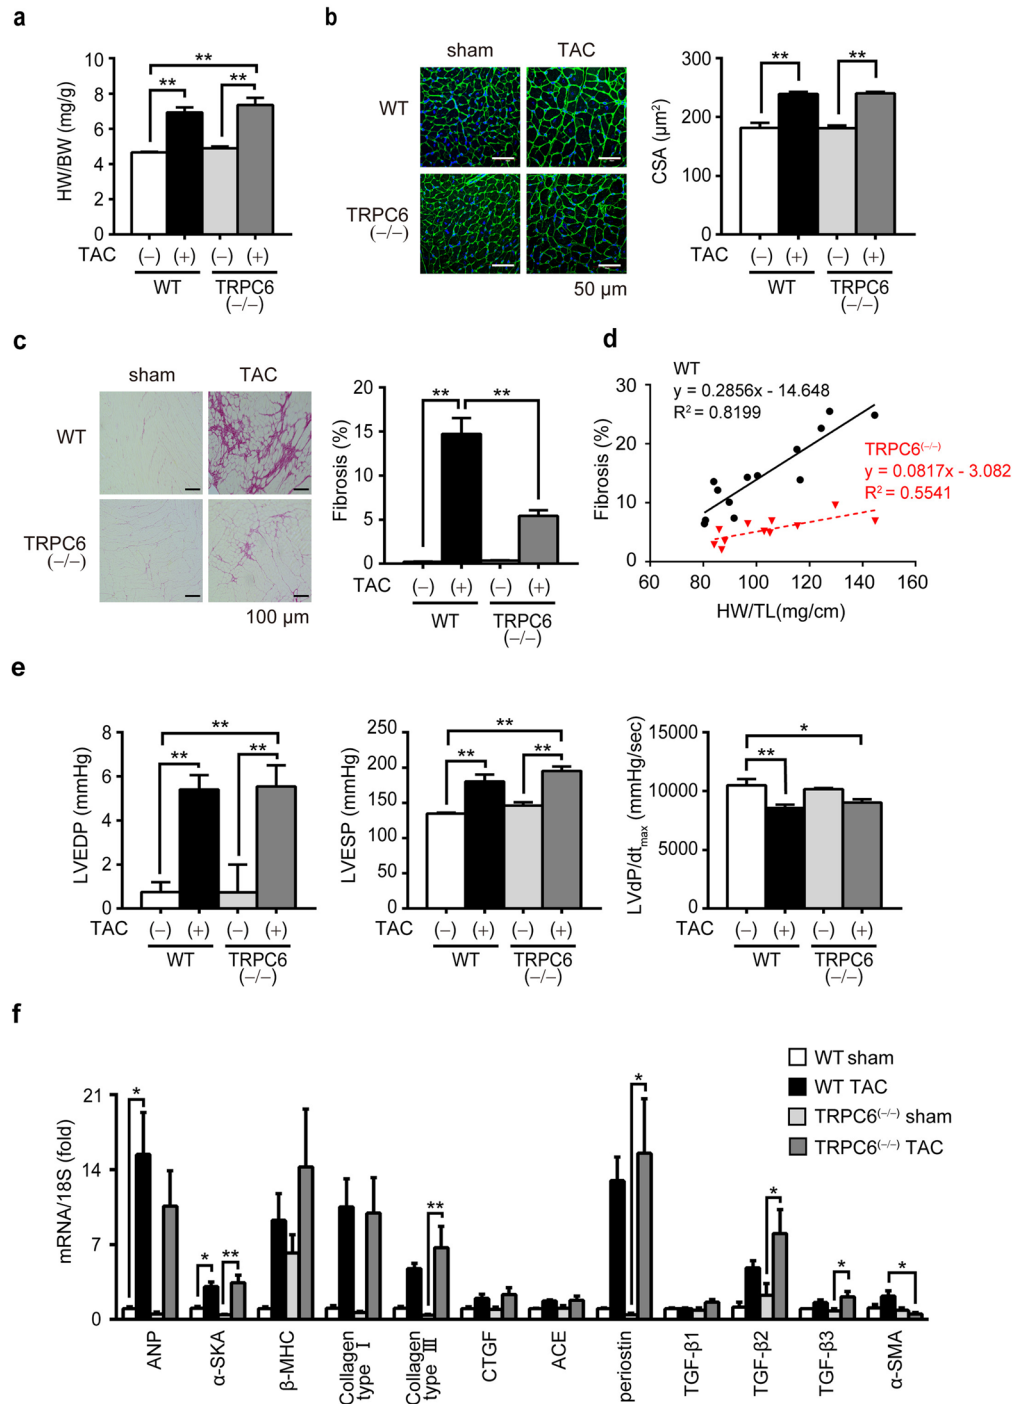 a
HW/BW (mg/g)
10
8
6
4
2
0
**
**
**
TAC (−) (+) (−) (+)
WT TRPC6
(−/−)
b
sham TAC
WT
TRPC6
(−/−)
50 µm
CSA (µm²)
300
200
100
0
** **
TAC (−) (+) (−) (+)
WT TRPC6
(−/−)
c
sham TAC
WT
TRPC6
(−/−)
100 µm
Fibrosis (%)
20
15
10
5
0
** **
TAC (−) (+) (−) (+)
WT TRPC6
(−/−)
d
WT
y = 0.2856x - 14.648
R² = 0.8199
TRPC6(−/−)
y = 0.0817x - 3.082
R² = 0.5541
Fibrosis (%)
30
20
10
0
60 80 100 120 140 160
HW/TL(mg/cm)
e
LVEDP (mmHg)
8
6
4
2
0
**
** **
TAC (−) (+) (−) (+)
WT TRPC6
(−/−)
LVESP (mmHg)
250
200
150
100
50
0
**
** **
TAC (−) (+) (−) (+)
WT TRPC6
(−/−)
LVdP/dtmax (mmHg/sec)
15000
10000
5000
0
*
**
TAC (−) (+) (−) (+)
WT TRPC6
(−/−)
f
WT sham
WT TAC
TRPC6(−/−) sham
TRPC6(−/−) TAC
mRNA/18S (fold)
21
14
7
0
* * ** ** * * * *
ANP
α-SKA
β-MHC
Collagen
type Ⅰ
Collagen
type Ⅲ
CTGF
ACE
periostin
TGF-β1
TGF-β2
TGF-β3
α-SMA